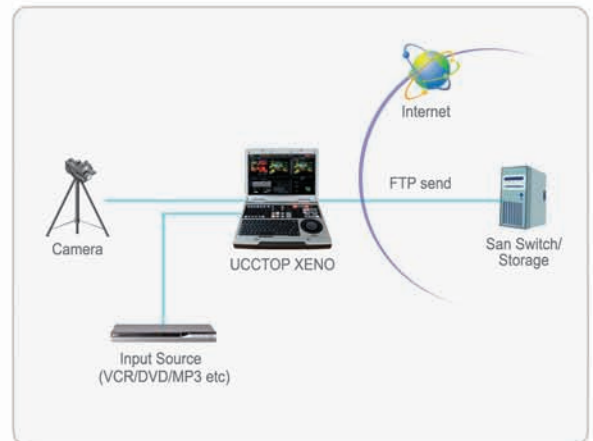 Internet
FTP send
Camera
UCCTOP XENO
San Switch/
Storage
Input Source
(VCR/DVD/MP3 etc)